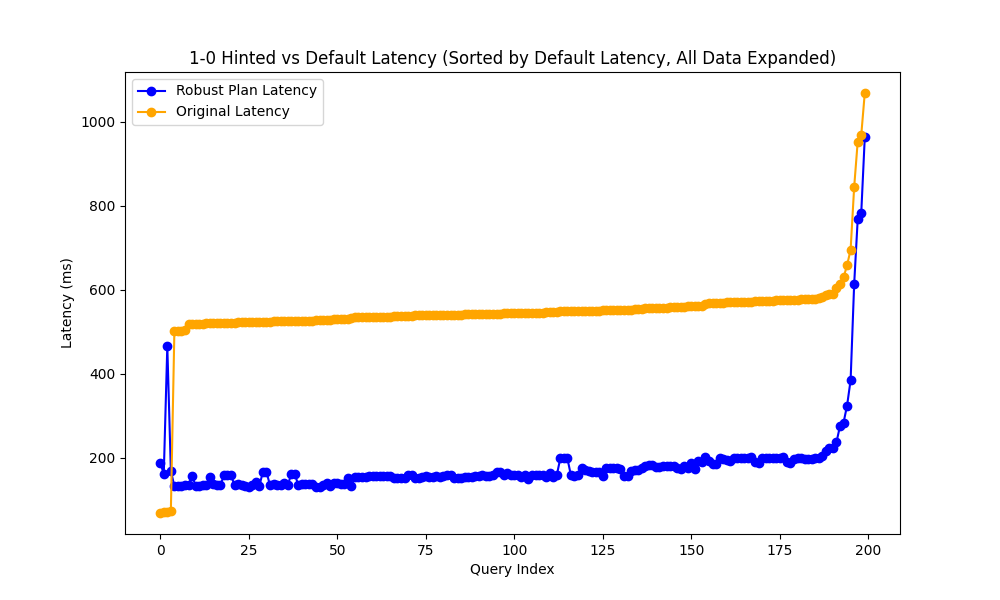 1-0 Hinted vs Default Latency (Sorted by Default Latency, All Data Expanded)
Robust Plan Latency
Original Latency
1000
800
600
400
200
Latency (ms)
0 25 50 75 100 125 150 175 200
Query Index